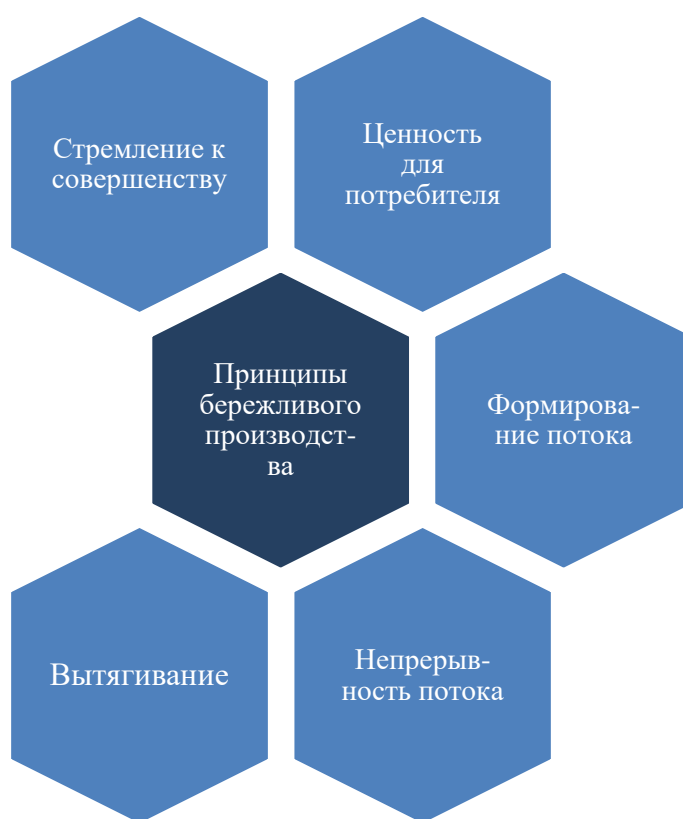 Стремление к
совершенству
Ценность
для
потребителя
Принципы
бережливого
производст-
ва
Формирова-
ние потока
Вытягивание
Непрерыв-
ность потока